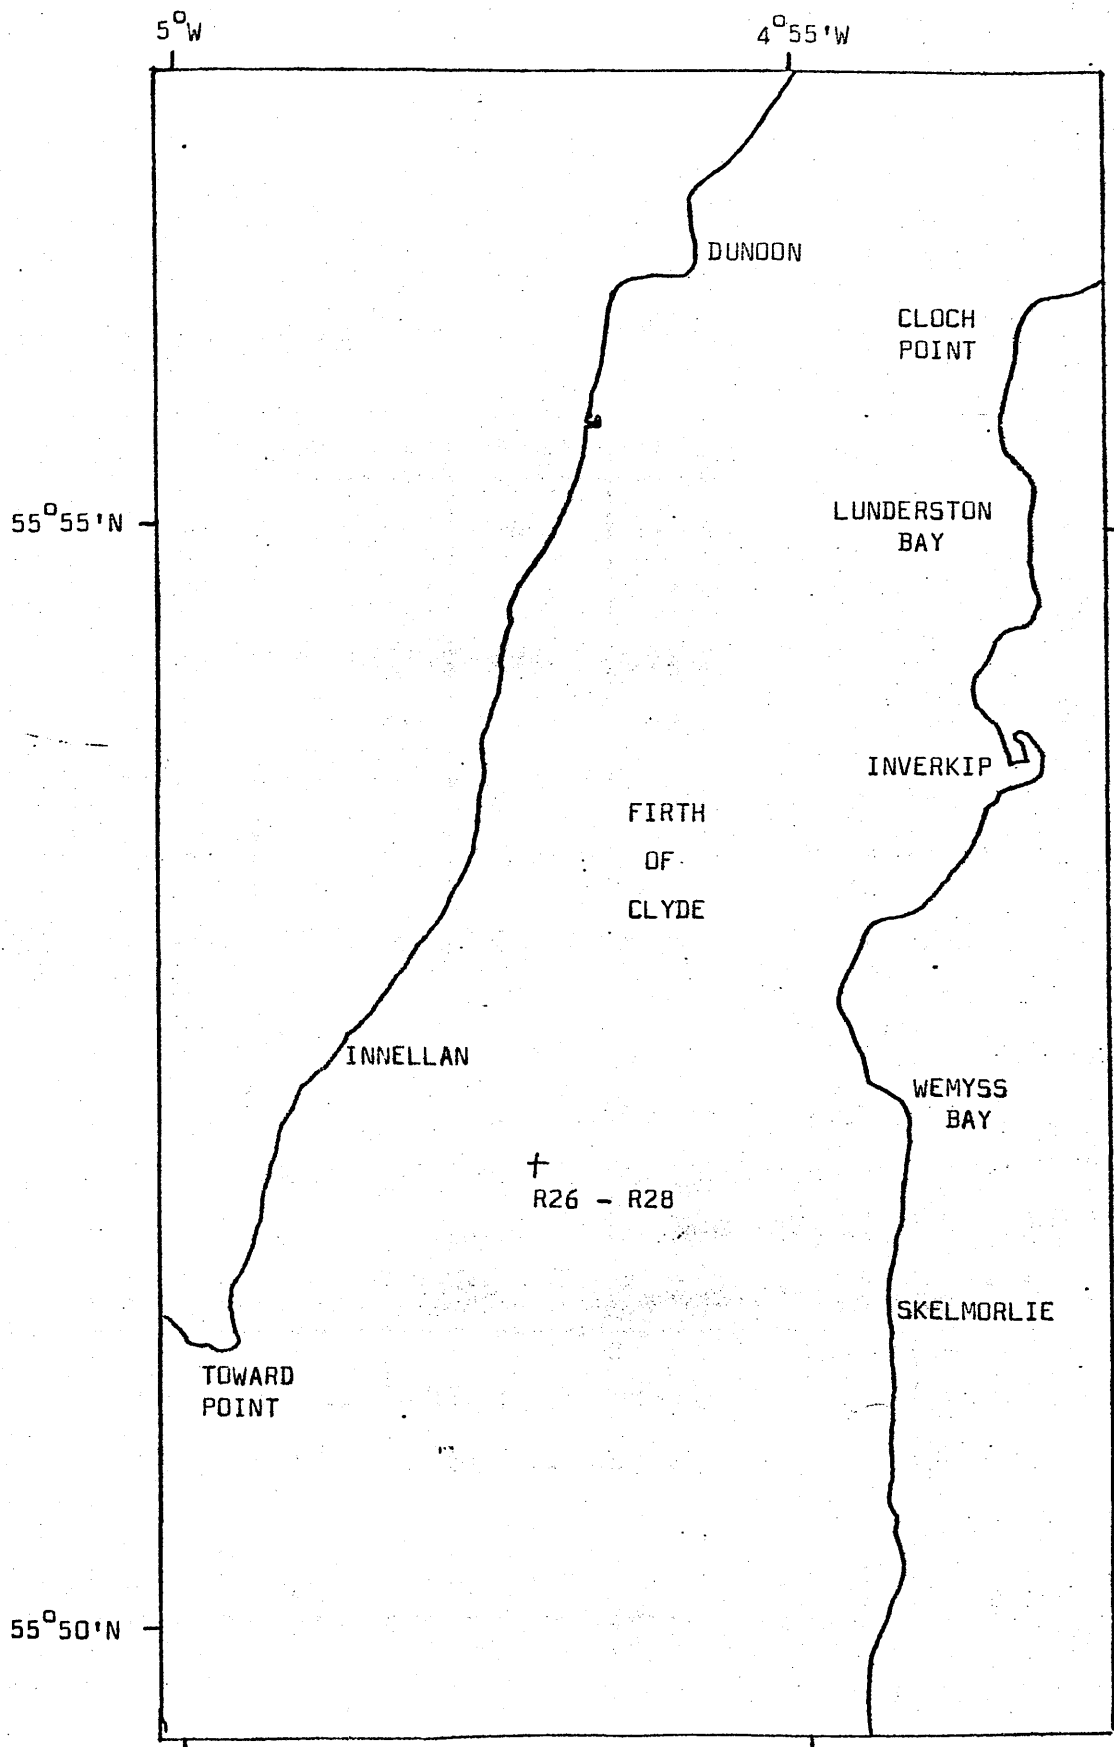 5°W
4°55'W
DUNOON
CLOCH
POINT
55°55'N
LUNDERSTON
BAY
INVERKIP
FIRTH
OF
CLYDE
INNELLAN
WEMYSS
BAY
R26 - R28
SKELMORLIE
TOWARD
POINT
55°50'N